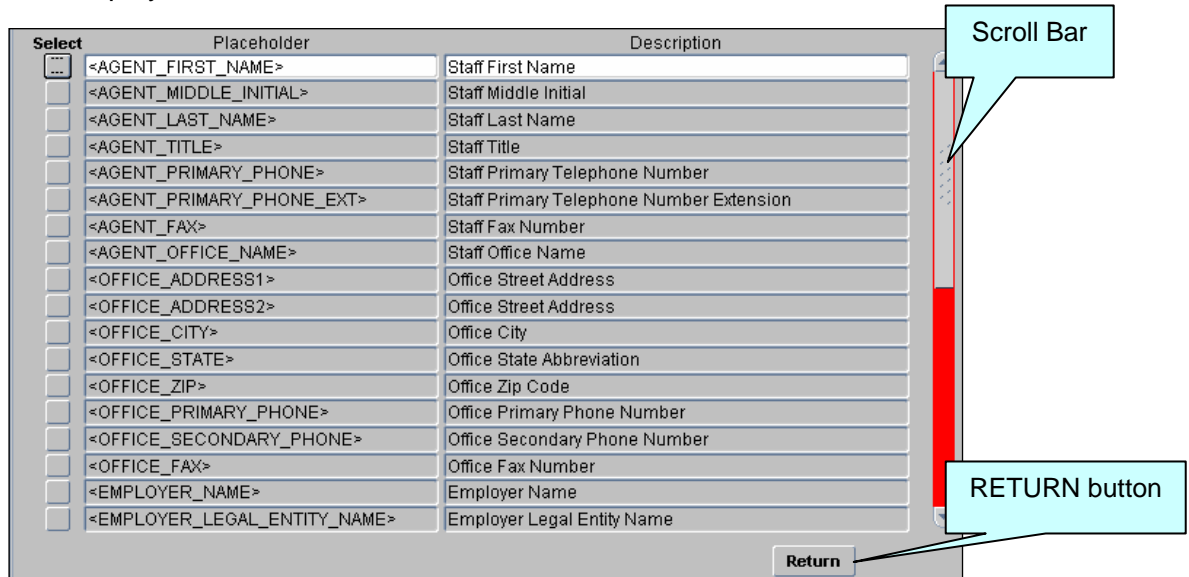 Scroll Bar
Select Placeholder Description
<AGENT_FIRST_NAME> Staff First Name
<AGENT_MIDDLE_INITIAL> Staff Middle Initial
<AGENT_LAST_NAME> Staff Last Name
<AGENT_TITLE> Staff Title
<AGENT_PRIMARY_PHONE> Staff Primary Telephone Number
<AGENT_PRIMARY_PHONE_EXT> Staff Primary Telephone Number Extension
<AGENT_FAX> Staff Fax Number
<AGENT_OFFICE_NAME> Staff Office Name
<OFFICE_ADDRESS1> Office Street Address
<OFFICE_ADDRESS2> Office Street Address
<OFFICE_CITY> Office City
<OFFICE_STATE> Office State Abbreviation
<OFFICE_ZIP> Office Zip Code
<OFFICE_PRIMARY_PHONE> Office Primary Phone Number
<OFFICE_SECONDARY_PHONE> Office Secondary Phone Number
<OFFICE_FAX> Office Fax Number
<EMPLOYER_NAME> Employer Name
RETURN button
<EMPLOYER_LEGAL_ENTITY_NAME> Employer Legal Entity Name
Return